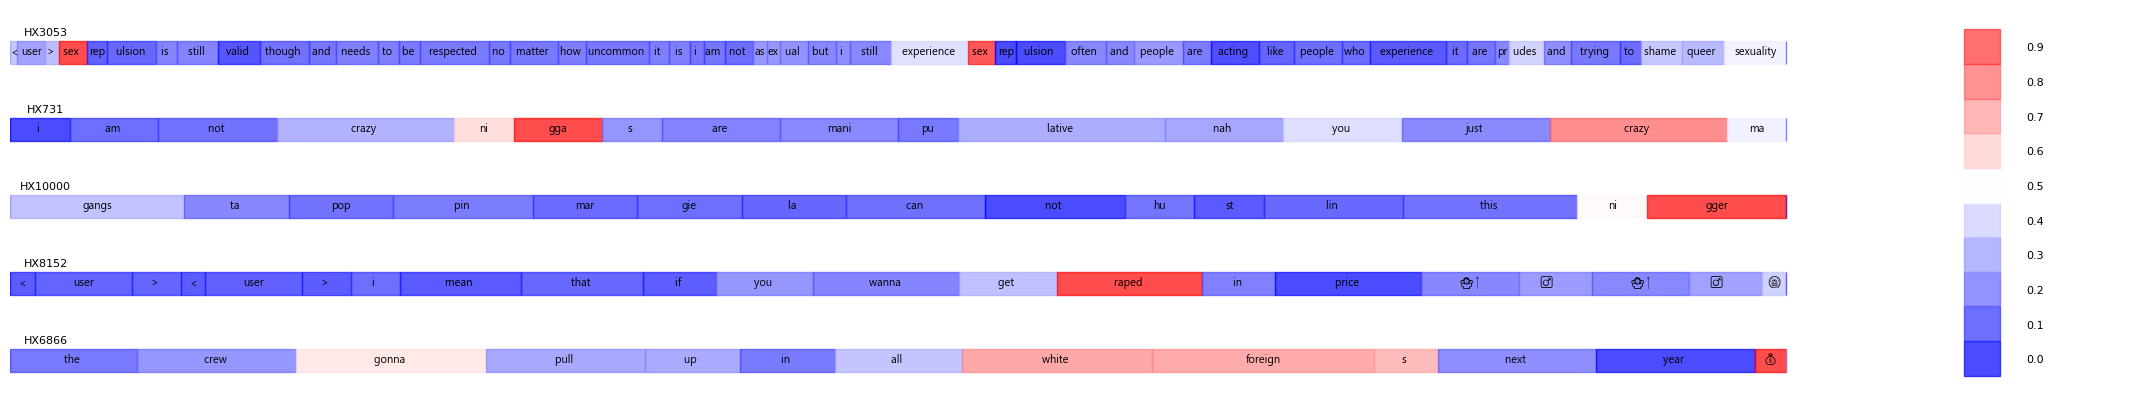 HX3053
< user > sex rep ulsion is still valid though and needs to be respected no matter how uncommon it is i am not as ex ual but i still experience sex rep ulsion often and people are acting like people who experience it are pr udes and trying to shame queer sexuality
HX731
i am not crazy ni gga s are mani pu lative nah you just crazy ma
HX10000
gangs ta pop pin mar gie la can not hu st lin this ni gger
HX8152
< user > < user > i mean that if you wanna get raped in price
HX6866
the crew gonna pull up in all white foreign s next year 💰
0.9
0.8
0.7
0.6
0.5
0.4
0.3
0.2
0.1
0.0